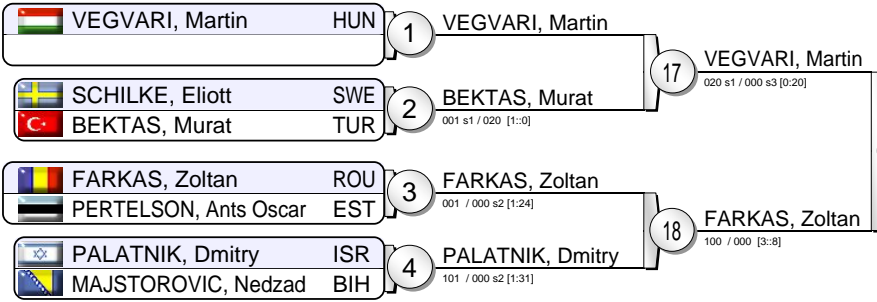 VEGVARI, Martin HUN
1
VEGVARI, Martin
SCHILKE, Eliott SWE
BEKTAS, Murat TUR
2
BEKTAS, Murat
001 s1 / 020 [1::0]
17
VEGVARI, Martin
020 s1 / 000 s3 [0:20]
FARKAS, Zoltan ROU
PERTELSON, Ants Oscar EST
3
FARKAS, Zoltan
001 / 000 s2 [1:24]
PALATNIK, Dmitry ISR
MAJSTOROVIC, Nedzad BIH
4
PALATNIK, Dmitry
101 / 000 s2 [1:31]
18
FARKAS, Zoltan
100 / 000 [3::8]